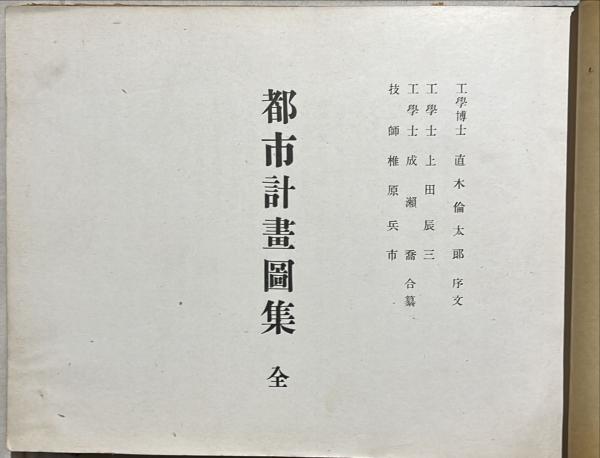 工學博士 直木倫太郎 序文
工學士 上田辰三
工學士 成瀬喬 合纂
技師 椎原兵市
都市計畫圖集 全